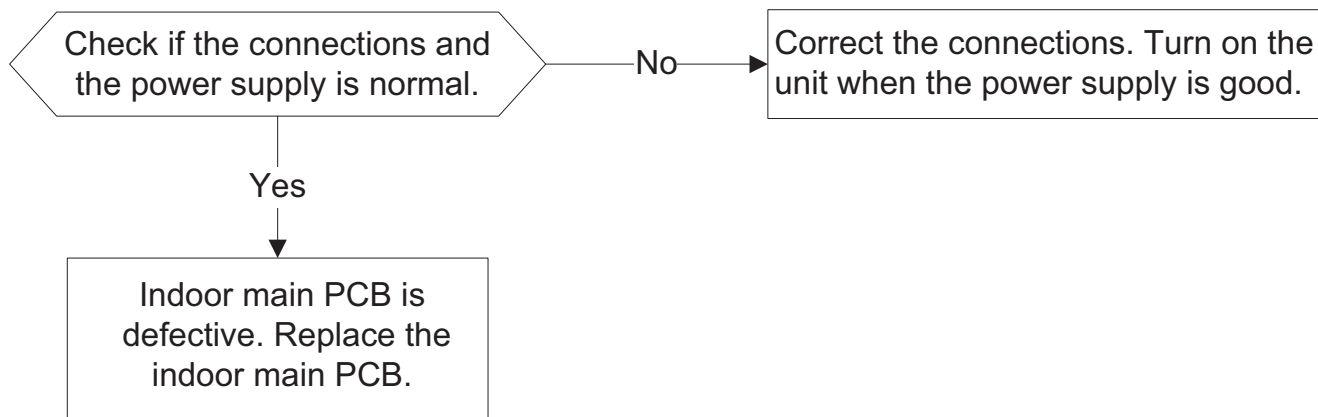 Check if the connections and
the power supply is normal.
No
Correct the connections. Turn on the
unit when the power supply is good.
Yes
Indoor main PCB is
defective. Replace the
indoor main PCB.